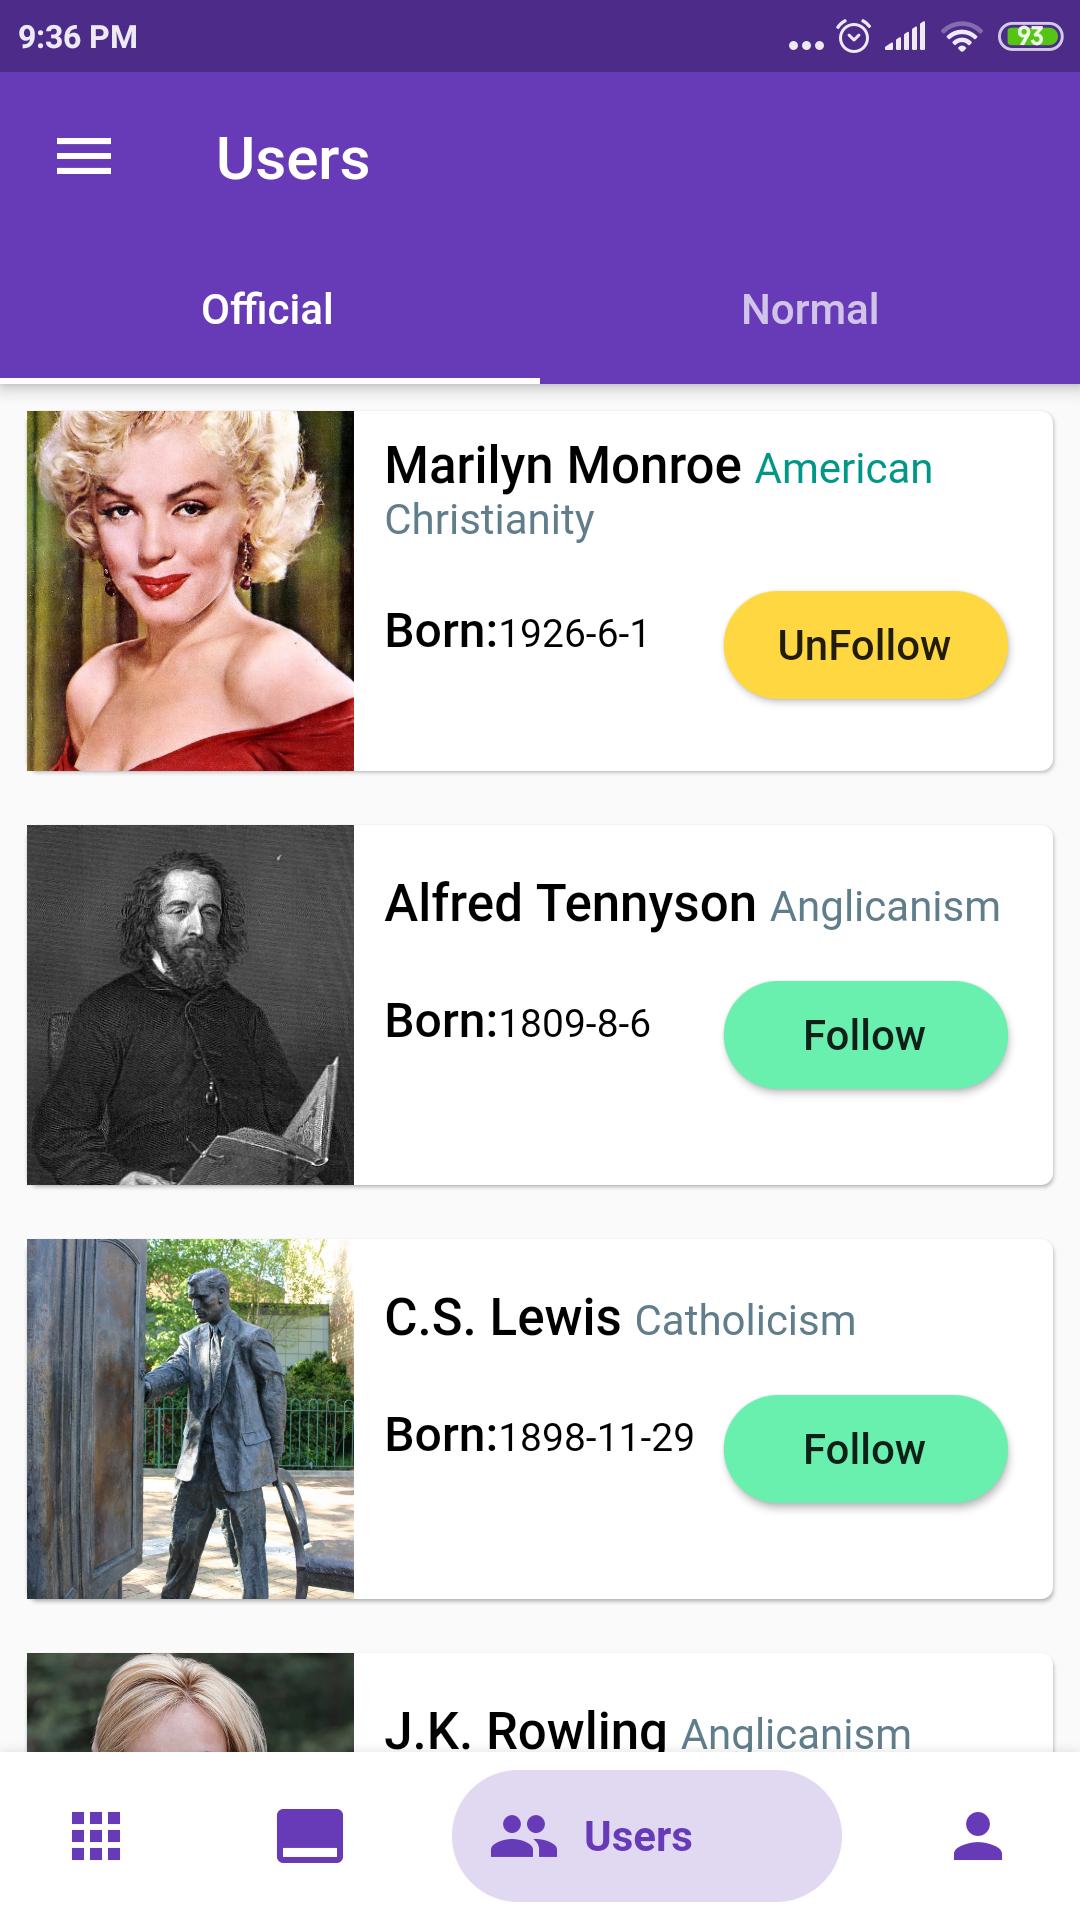 9:36 PM
93
Users
Official
Normal
Marilyn Monroe American
Christianity
Born:1926-6-1
UnFollow
Alfred Tennyson Anglicanism
Born:1809-8-6
Follow
C.S. Lewis Catholicism
Born:1898-11-29
Follow
J.K. Rowling Anglicanism
Users